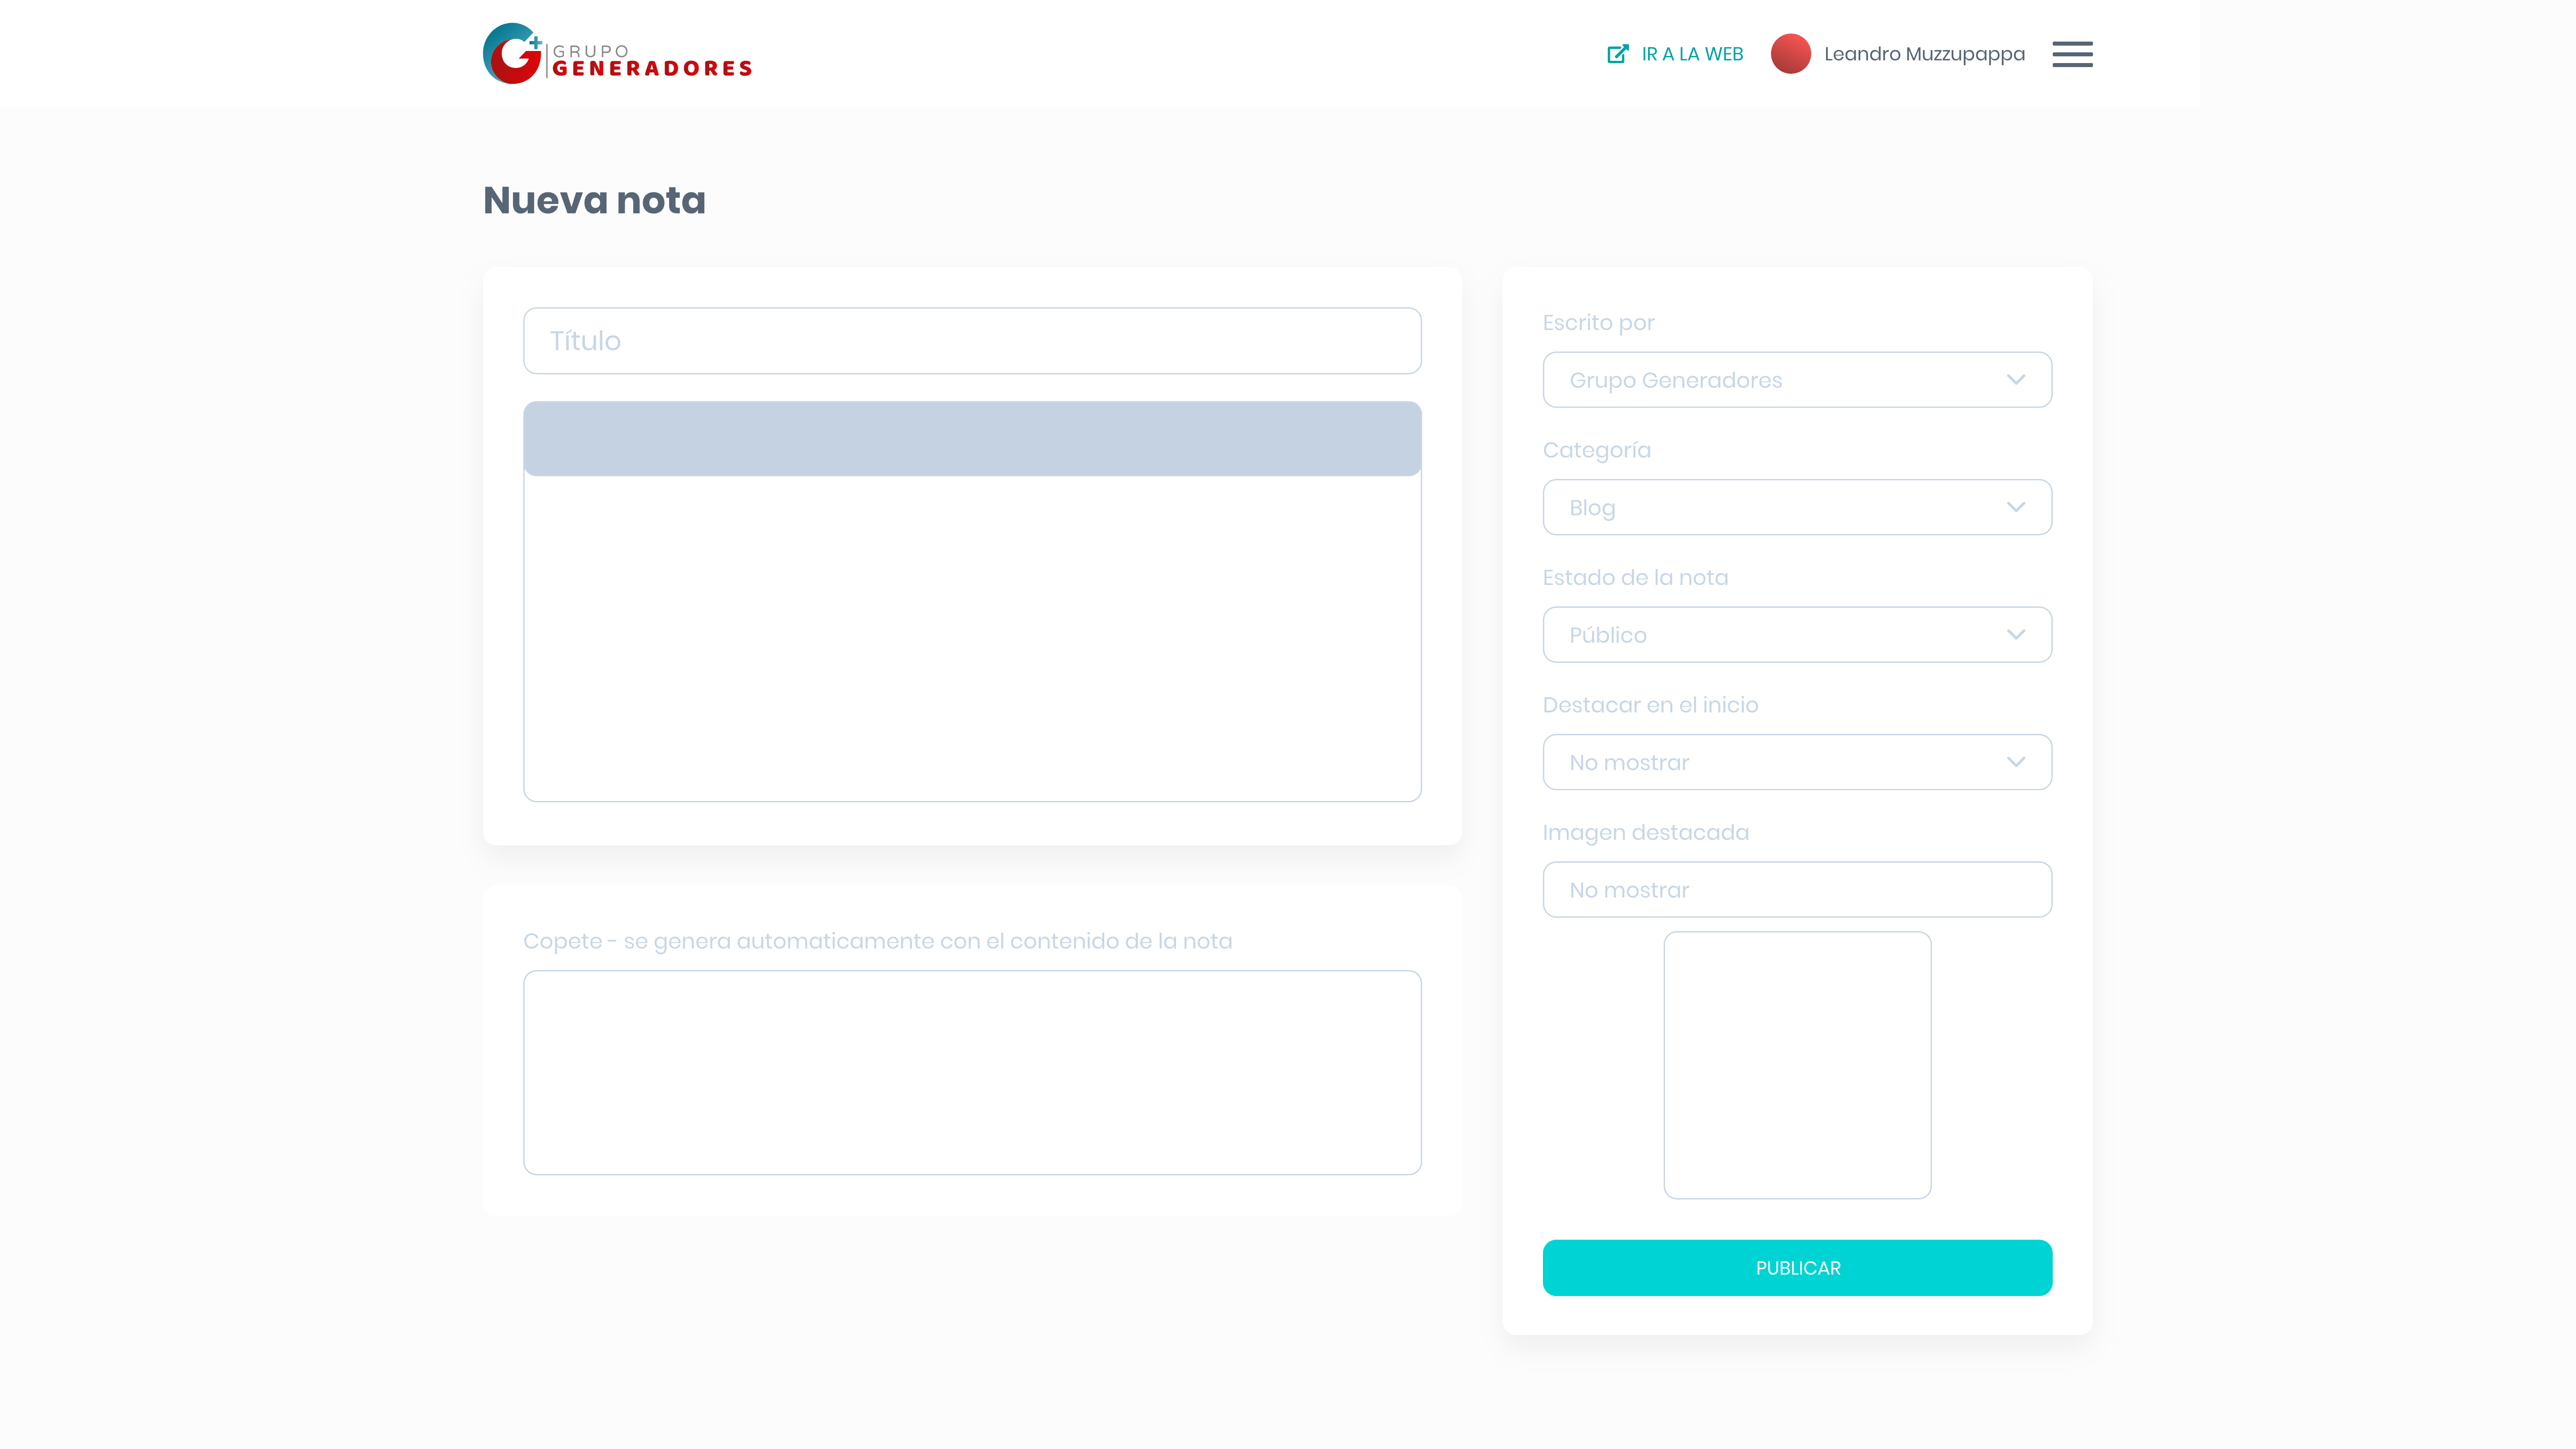 GRUPO
GENERADORES
IR A LA WEB
Leandro Muzzupappa
Nueva nota
Título
Copete - se genera automaticamente con el contenido de la nota
Escrito por
Grupo Generadores
Categoría
Blog
Estado de la nota
Público
Destacar en el inicio
No mostrar
Imagen destacada
No mostrar
PUBLICAR